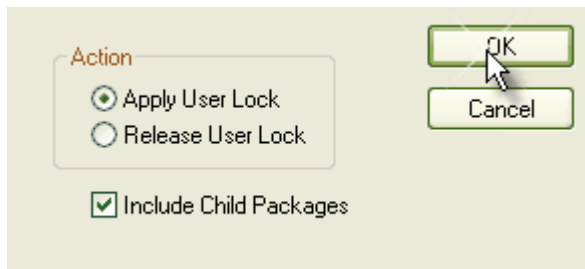 Action
Apply User Lock
Release User Lock
Include Child Packages
OK
Cancel